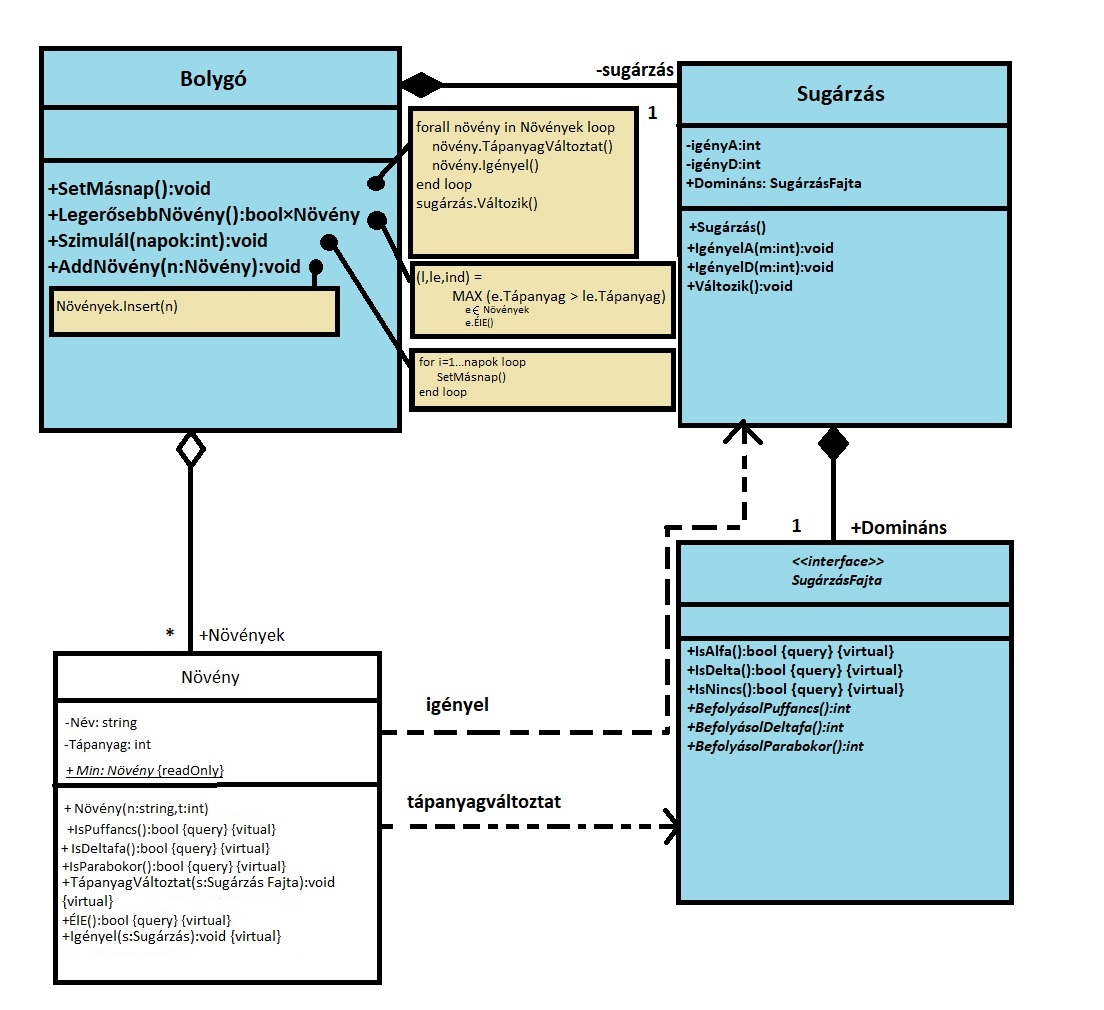 Bolygó
+SetMásnap():void
+LegerősebbNövény():bool×Növény
+Szimulál(napok:int):void
+AddNövény(n:Növény):void
Növények.Insert(n)
-sugárzás
1
forall növény in Növények loop
növény.TápanyagVáltoztat()
növény.Igényel()
end loop
sugárzás.Változik()
(l,le,ind) =
MAX (e.Tápanyag > le.Tápanyag)
e∈ Növények
e.ÉlE()
for i=1...napok loop
SetMásnap()
end loop
Sugárzás
-igényA:int
-igényD:int
+Domináns: SugárzásFajta
+Sugárzás()
+IgényelA(m:int):void
+IgényelD(m:int):void
+Változik():void
1 +Domináns
<<interface>>
SugárzásFajta
+IsAlfa():bool {query} {virtual}
+IsDelta():bool {query} {virtual}
+IsNincs():bool {query} {virtual}
+BefolyásolPuffancs():int
+BefolyásolDeltafa():int
+BefolyásolParabokor():int
* +Növények
Növény
-Név: string
-Tápanyag: int
+ Min: Növény {readOnly}
+ Növény(n:string,t:int)
+IsPuffancs():bool {query} {vitual}
+ IsDeltafa():bool {query} {virtual}
+IsParabokor():bool {query} {virtual}
+TápanyagVáltoztat(s:Sugárzás Fajta):void
{virtual}
+ÉlE():bool {query} {virtual}
+Igényel(s:Sugárzás):void {virtual}
igényel
tápanyagváltoztat